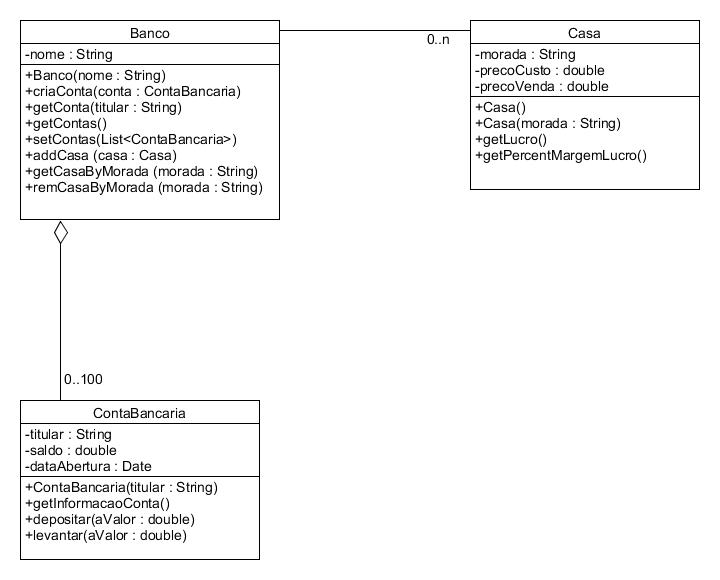 Banco
-nome : String
+Banco(nome : String)
+criaConta(conta : ContaBancaria)
+getConta(titular : String)
+getContas()
+setContas(List<ContaBancaria>)
+addCasa (casa : Casa)
+getCasaByMorada (morada : String)
+remCasaByMorada (morada : String)
0..n
Casa
-morada : String
-precoCusto : double
-precoVenda : double
+Casa()
+Casa(morada : String)
+getLucro()
+getPercentMargemLucro()
0..100
ContaBancaria
-titular : String
-saldo : double
-dataAbertura : Date
+ContaBancaria(titular : String)
+getInformacaoConta()
+depositar(aValor : double)
+levantar(aValor : double)